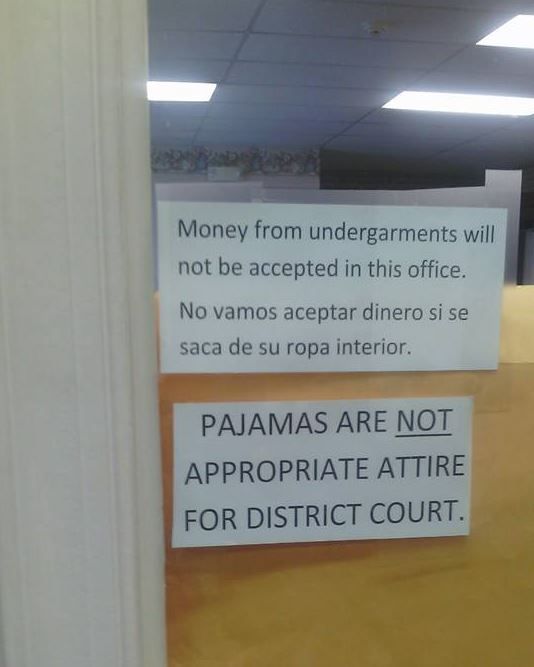 Money from undergarments will
not be accepted in this office.
No vamos aceptar dinero si se
saca de su ropa interior.
PAJAMAS ARE NOT
APPROPRIATE ATTIRE
FOR DISTRICT COURT.